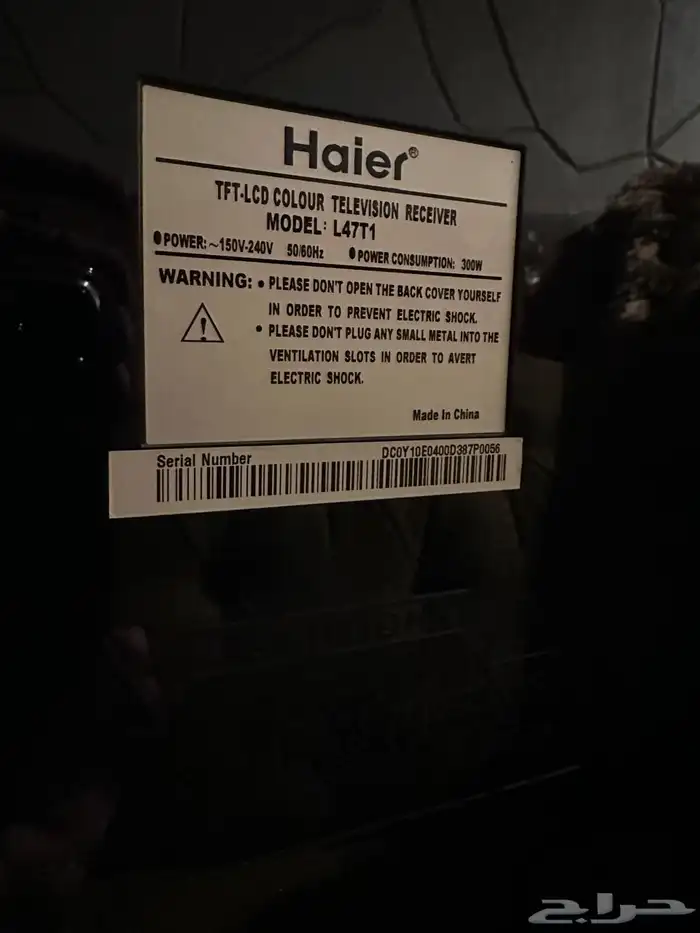 Haier®
TFT-LCD COLOUR TELEVISION RECEIVER
MODEL: L47T1
●POWER:~150V-240V 50/60Hz ●POWER CONSUMPTION: 300W
WARNING: ● PLEASE DON'T OPEN THE BACK COVER YOURSELF
IN ORDER TO PREVENT ELECTRIC SHOCK.
● PLEASE DON'T PLUG ANY SMALL METAL INTO THE
VENTILATION SLOTS IN ORDER TO AVERT
ELECTRIC SHOCK.
Made In China
Serial Number DC0Y10E0400D387P0056
حراج